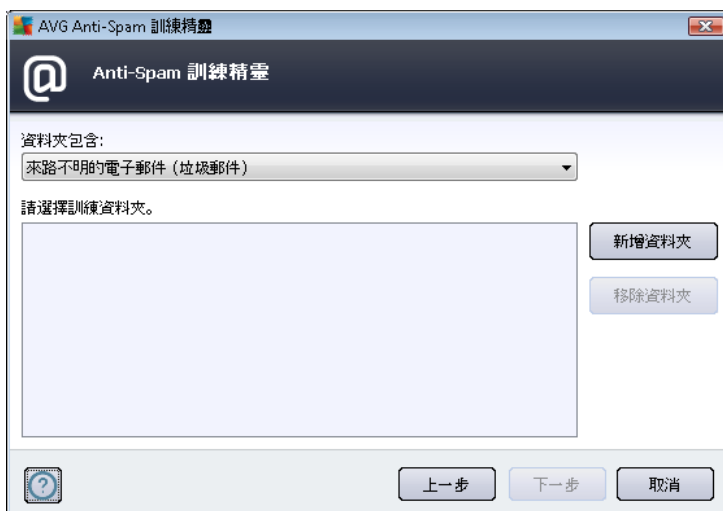 AVG Anti-Spam 訓練精靈
Anti-Spam 訓練精靈
資料夾包含:
來路不明的電子郵件 (垃圾郵件)
請選擇訓練資料夾。
新增資料夾
移除資料夾
上一步
下一步
取消